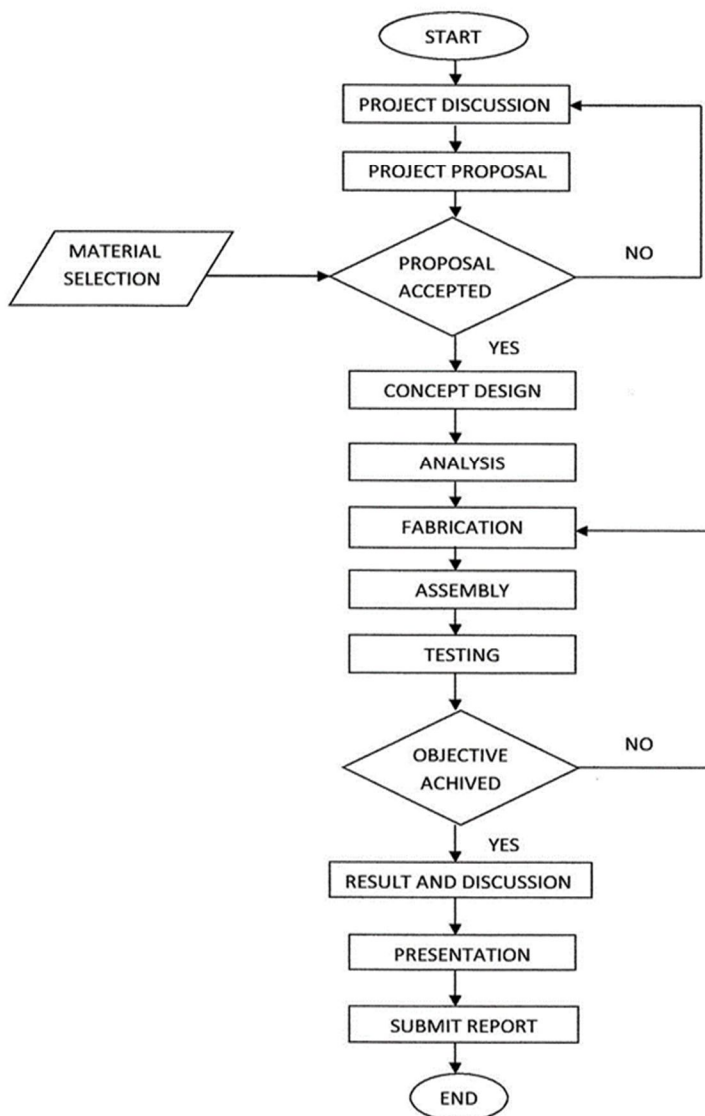 START
PROJECT DISCUSSION
PROJECT PROPOSAL
MATERIAL
SELECTION
PROPOSAL
ACCEPTED
NO
YES
CONCEPT DESIGN
ANALYSIS
FABRICATION
ASSEMBLY
TESTING
OBJECTIVE
ACHIVED
NO
YES
RESULT AND DISCUSSION
PRESENTATION
SUBMIT REPORT
END